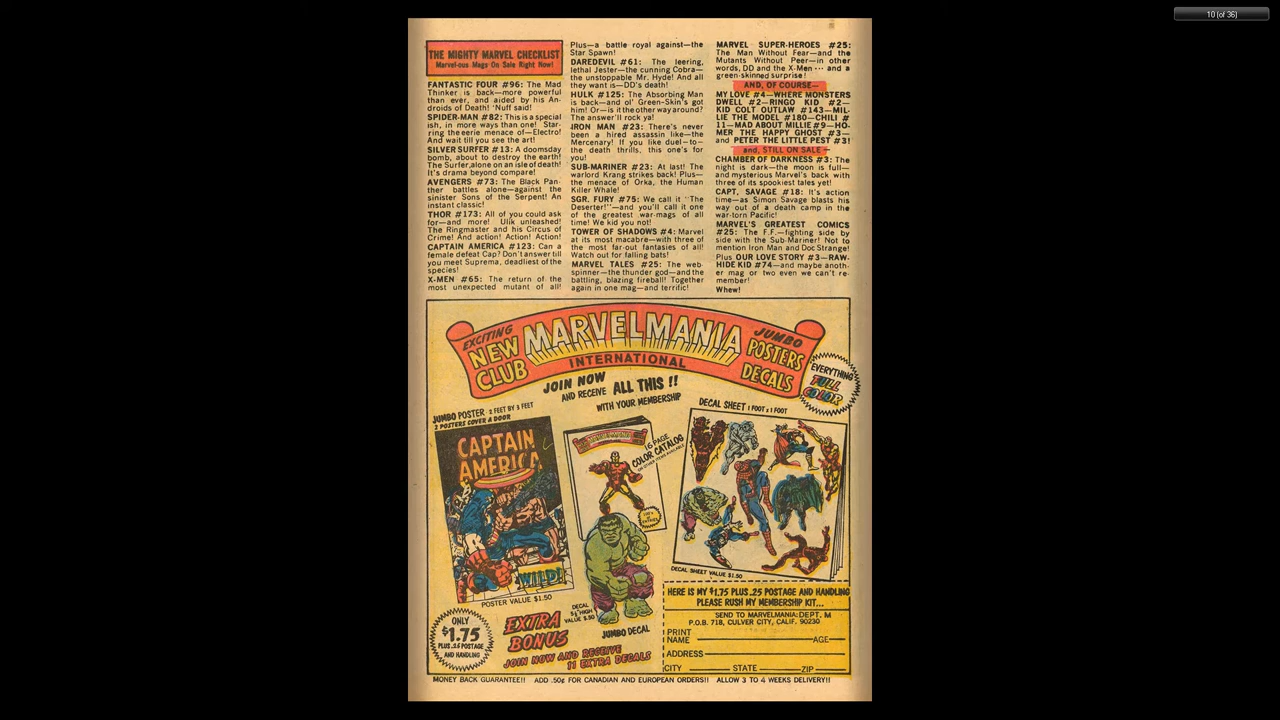 10 (of 36)
THE MIGHTY MARVEL CHECKLIST
Marvel-ous Mags On Sale Right Now!
FANTASTIC FOUR #96: The Mad
Thinker is back—more powerful
than ever, and aided by his An-
droids of Death! 'Nuff said!
SPIDER-MAN #82: This is a special
ish, in more ways than one! Star-
ring the eerie menace of—Electro!
And wait till you see the art!
SILVER SURFER #13: A doomsday
bomb, about to destroy the earth!
The Surfer, alone on an isle of death!
It's drama beyond compare!
AVENGERS #73: The Black Pan-
ther battles alone—against the
sinister Sons of the Serpent! An
instant classic!
THOR #173: All of you could ask
for—and more! Ulik unleashed!
The Ringmaster and his Circus of
Crime! And action! Action! Action!
CAPTAIN AMERICA #123: Can a
female defeat Cap? Don't answer till
you meet Suprema, deadliest of the
species!
X-MEN #65: The return of the
most unexpected mutant of all!
Plus—a battle royal against—the
Star Spawn!
DAREDEVIL #61: The leering,
lethal Jester—the cunning Cobra—
the unstoppable Mr. Hyde! And all
they want is—DD's death!
HULK #125: The Absorbing Man
is back—and ol' Green-Skin's got
him! Or—is it the other way around?
The answer'll rock ya!
IRON MAN #23: There's never
been a hired assassin like—the
Mercenary! If you like duel—to—
the death thrills, this one's for
you!
SUB-MARINER #23: At last! The
warlord Krang strikes back! Plus—
the menace of Orka, the Human
Killer Whale!
SGR. FURY #75: We call it "The
Deserter!"—and you'll call it one
of the greatest war-mags of all
time! We kid you not!
TOWER OF SHADOWS #4: Marvel
at its most macabre—with three of
the most far-out fantasies of all!
Watch out for falling bats!
MARVEL TALES #25: The web-
spinner—the thunder god—and the
battling, blazing fireball! Together
again in one mag—and terrific!
MARVEL SUPER-HEROES #25:
The Man Without Fear—and the
Mutants Without Peer—in other
words, DD and the X-Men ··· and a
green-skinned surprise!
AND, OF COURSE—
MY LOVE #4—WHERE MONSTERS
DWELL #2—RINGO KID #2—
KID COLT OUTLAW #143—MIL-
LIE THE MODEL #180—CHILI #
11—MAD ABOUT MILLIE #9—HO-
MER THE HAPPY GHOST #3—
and PETER THE LITTLE PEST #3!
and, STILL ON SALE—
CHAMBER OF DARKNESS #3: The
night is dark—the moon is full—
and mysterious Marvel's back with
three of its spookiest tales yet!
CAPT. SAVAGE #18: It's action
time—as Simon Savage blasts his
way out of a death camp in the
war-torn Pacific!
MARVEL'S GREATEST COMICS
#25: The F.F.—fighting side by
side with the Sub-Mariner! Not to
mention Iron Man and Doc Strange!
Plus OUR LOVE STORY #3—RAW-
HIDE KID #74—and maybe anoth-
er mag or two even we can't re-
member!
Whew!
EXCITING
NEW
CLUB
MARVELMANIA
INTERNATIONAL
JUMBO
POSTERS
DECALS
EVERYTHING
FULL
COLOR
JOIN NOW
AND RECEIVE ALL THIS !!
WITH YOUR MEMBERSHIP
JUMBO POSTER - 2 FEET BY 3 FEET
2 POSTERS COVER A DOOR
CAPTAIN
AMERICA
WILD!
POSTER VALUE $1.50
MARVELMANIA
16 PAGE
COLOR CATALOG
DECAL SHEET 1 FOOT x 1 FOOT
DECAL SHEET VALUE $1.50
DECAL
HIGH
JUMBO DECAL
ONLY
$1.75
PLUS .25 POSTAGE
AND HANDLING
EXTRA
BONUS
JOIN NOW AND RECEIVE
11 EXTRA DECALS
HERE IS MY $1.75 PLUS .25 POSTAGE AND HANDLING
PLEASE RUSH MY MEMBERSHIP KIT...
SEND TO MARVELMANIA: DEPT. M
P.O.B. 718, CULVER CITY, CALIF. 90230
PRINT
NAME AGE
ADDRESS
CITY STATE ZIP
MONEY BACK GUARANTEE!! ADD .50¢ FOR CANADIAN AND EUROPEAN ORDERS!! ALLOW 3 TO 4 WEEKS DELIVERY!!